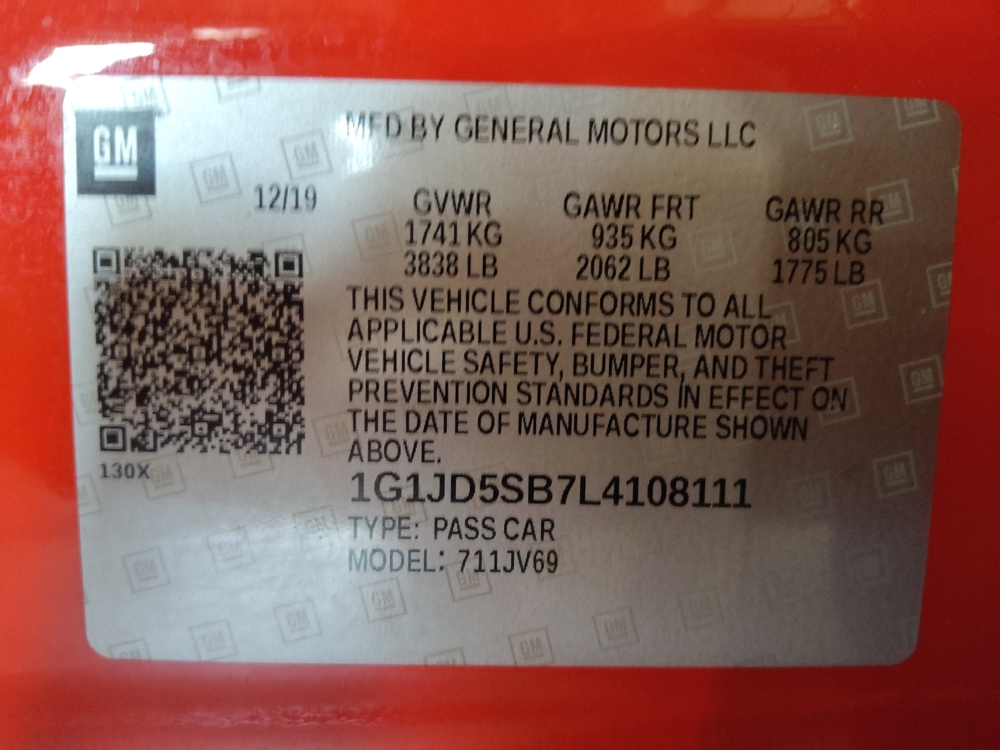 GM
MFD BY GENERAL MOTORS LLC
12/19
GVWR GAWR FRT GAWR RR
1741 KG 935 KG 805 KG
3838 LB 2062 LB 1775 LB
THIS VEHICLE CONFORMS TO ALL
APPLICABLE U.S. FEDERAL MOTOR
VEHICLE SAFETY, BUMPER, AND THEFT
PREVENTION STANDARDS IN EFFECT ON
THE DATE OF MANUFACTURE SHOWN
ABOVE.
130X
1G1JD5SB7L4108111
TYPE: PASS CAR
MODEL: 711JV69